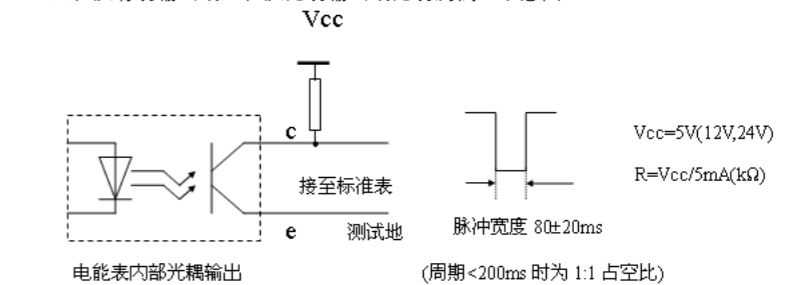 Vcc
c
接至标准表
e
测试地
电能表内部光耦输出
Vcc=5V(12V,24V)
R=Vcc/5mA(kΩ)
脉冲宽度 80±20ms
(周期<200ms 时为 1:1 占空比)